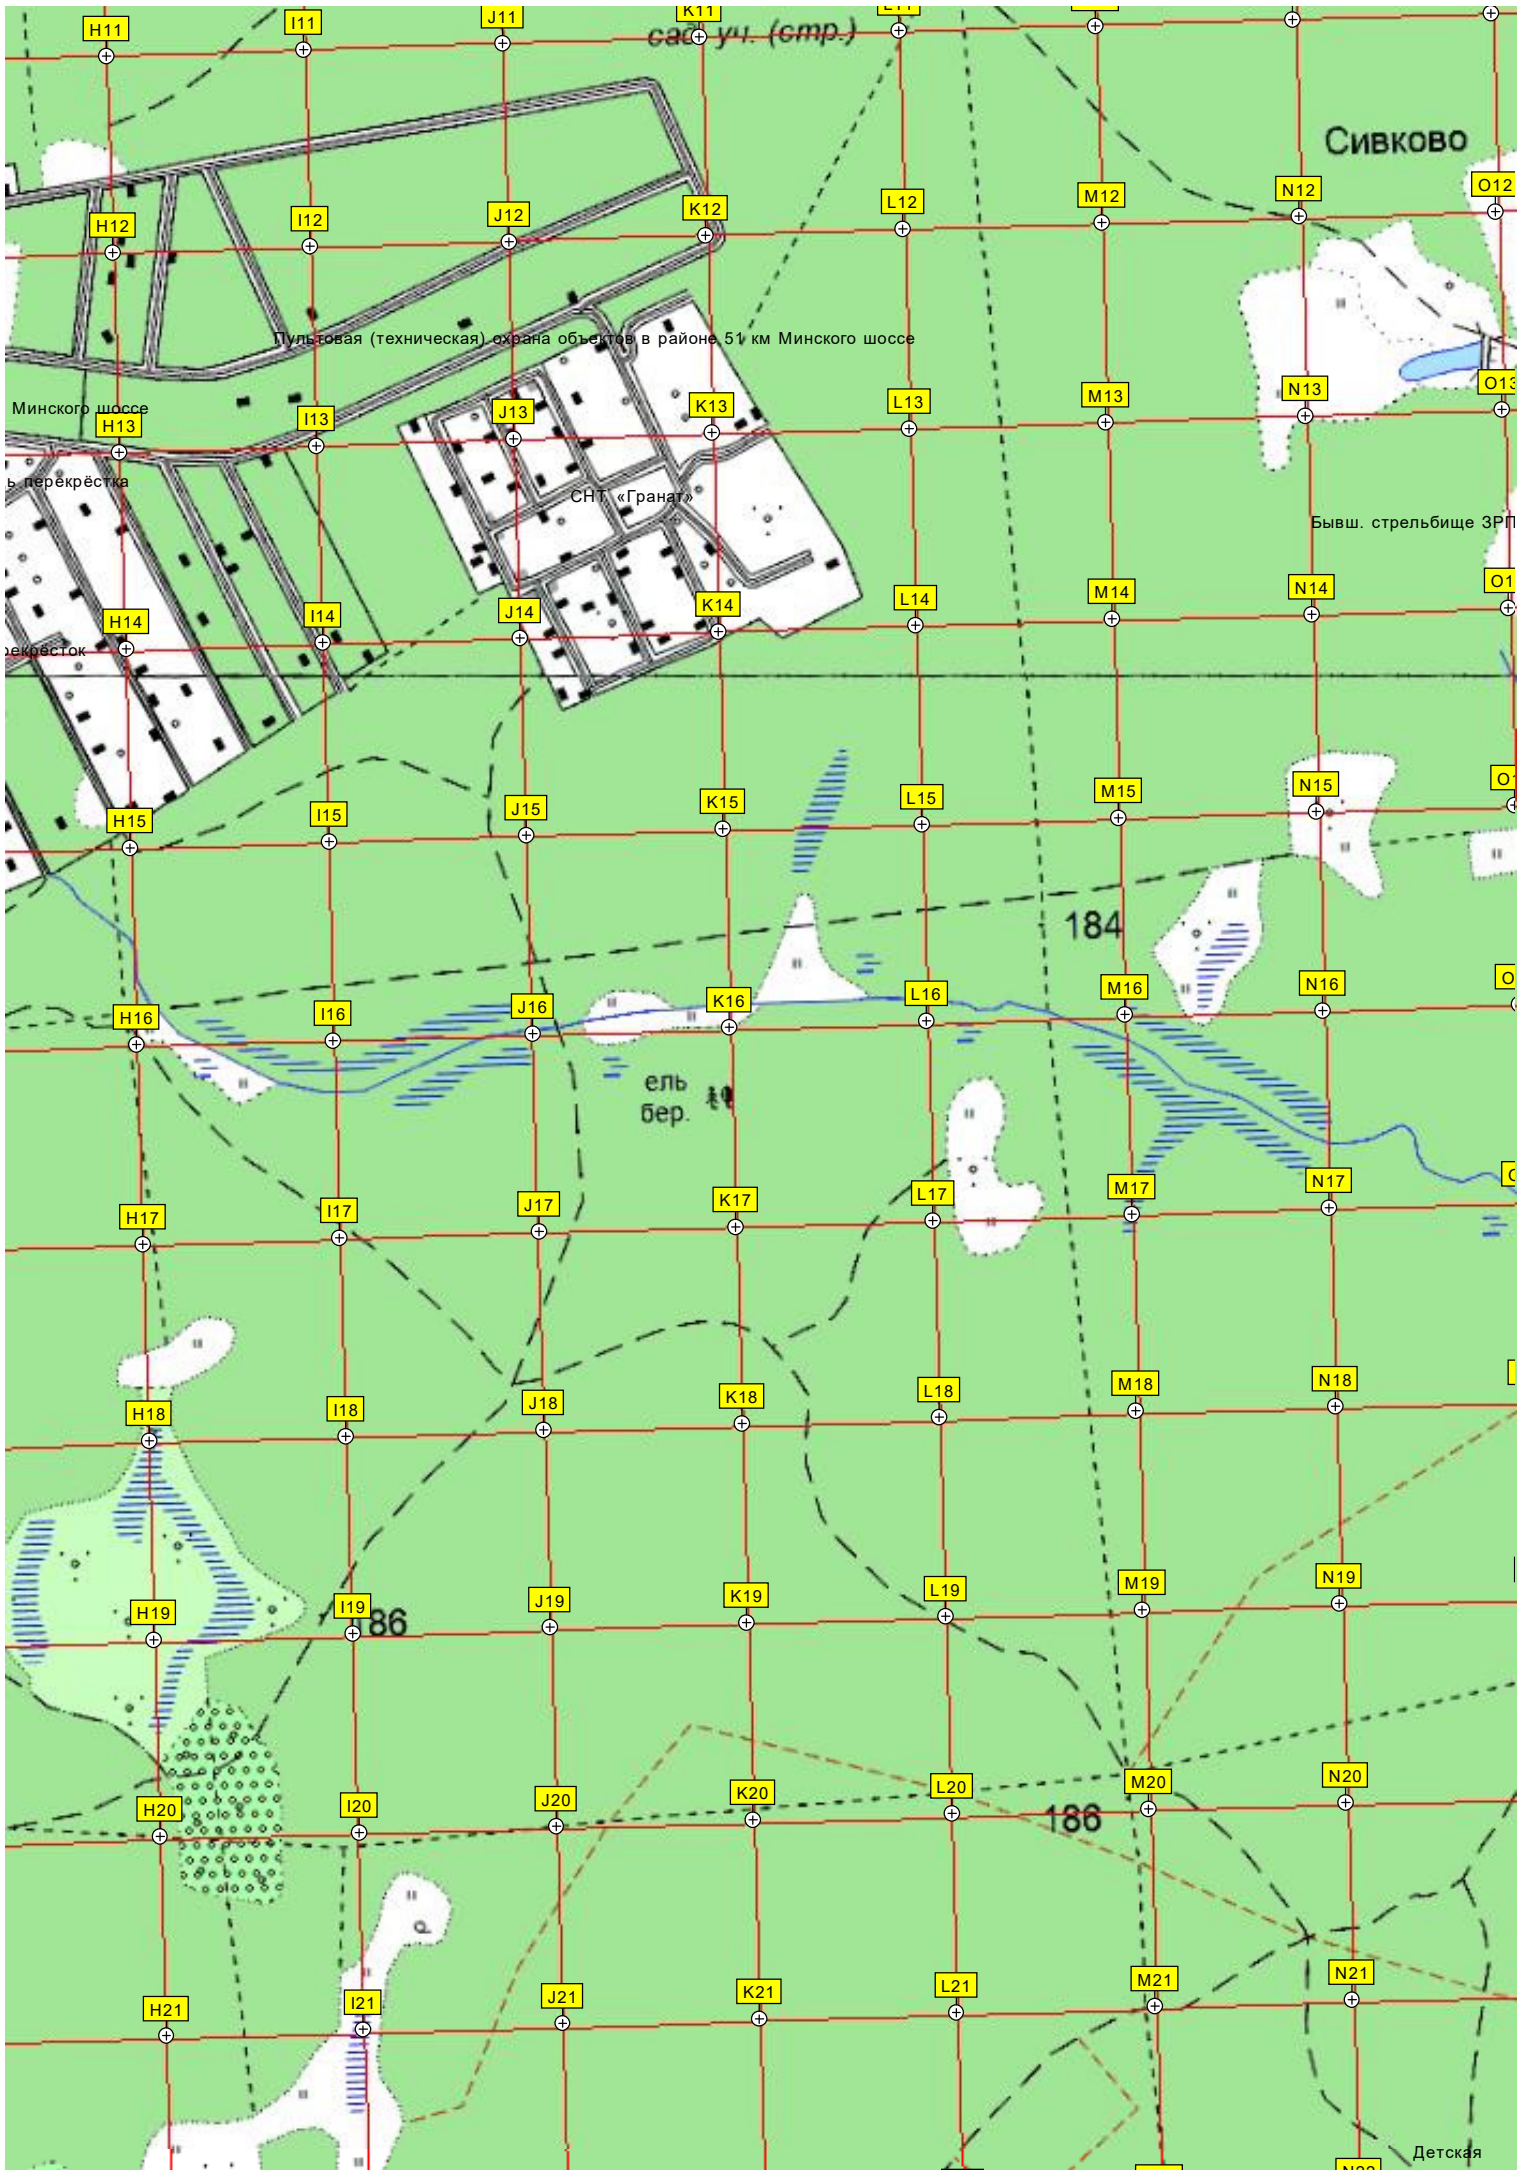 H11
I11
J11
K11
L11
сад. уч. (стр.)
Сивково
H12
I12
J12
K12
L12
M12
N12
O12
Пультовая (техническая) охрана объектов в районе 51 км Минского шоссе
Минского шоссе
H13
I13
J13
K13
L13
M13
N13
O13
ь перекрёстка
СНТ «Гранат»
Бывш. стрельбище ЗРП
H14
I14
J14
K14
L14
M14
N14
O1
рекрёсток
H15
I15
J15
K15
L15
M15
N15
O1
184
H16
I16
J16
K16
L16
M16
N16
O
ель
бер.
H17
I17
J17
K17
L17
M17
N17
H18
I18
J18
K18
L18
M18
N18
H19
I19
J19
K19
L19
M19
N19
86
H20
I20
J20
K20
L20
M20
N20
186
H21
I21
J21
K21
L21
M21
N21
Детская